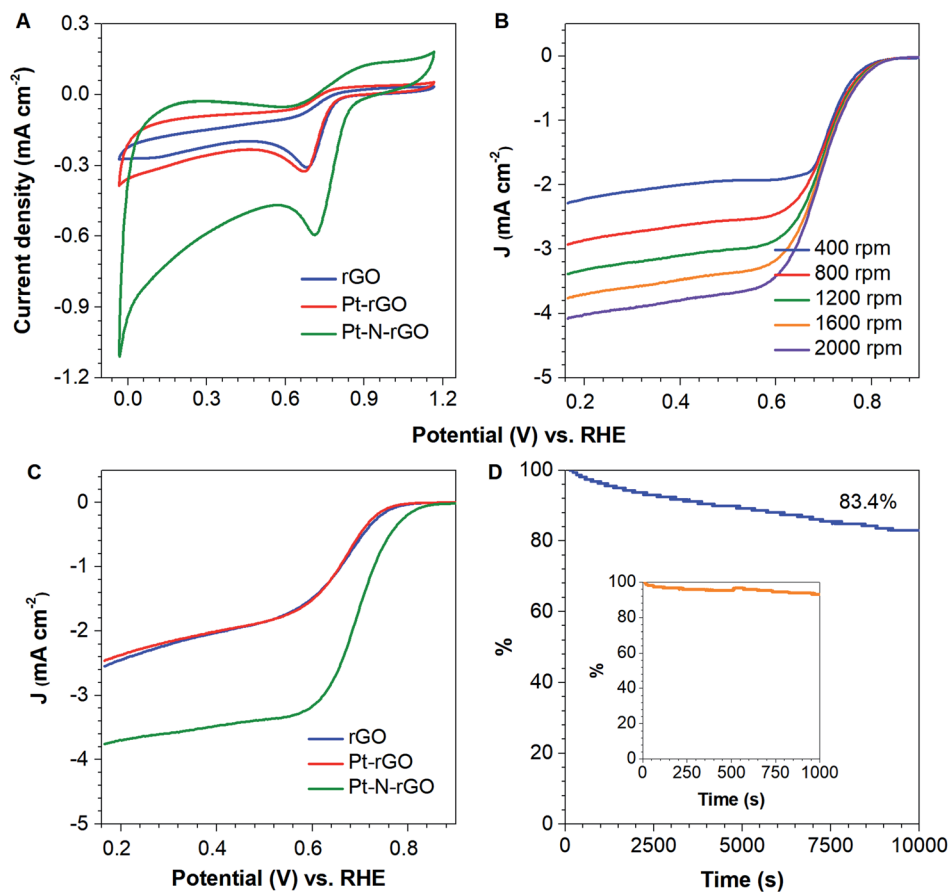 A
0.3
0.0
-0.3
-0.6
-0.9
-1.2
Current density (mA cm-2)
rGO
Pt-rGO
Pt-N-rGO
0.0 0.3 0.6 0.9 1.2
B
0
-1
-2
-3
-4
-5
J (mA cm-2)
400 rpm
800 rpm
1200 rpm
1600 rpm
2000 rpm
0.2 0.4 0.6 0.8
Potential (V) vs. RHE
C
0
-1
-2
-3
-4
-5
J (mA cm-2)
rGO
Pt-rGO
Pt-N-rGO
0.2 0.4 0.6 0.8
Potential (V) vs. RHE
D
100
80
60
40
20
0
%
83.4%
100
80
60
40
20
0
%
0 250 500 750 1000
Time (s)
0 2500 5000 7500 10000
Time (s)